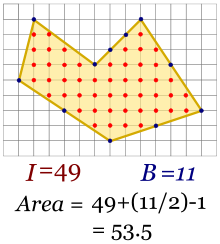 I=49 B=11
Area = 49+(11/2)-1
= 53.5